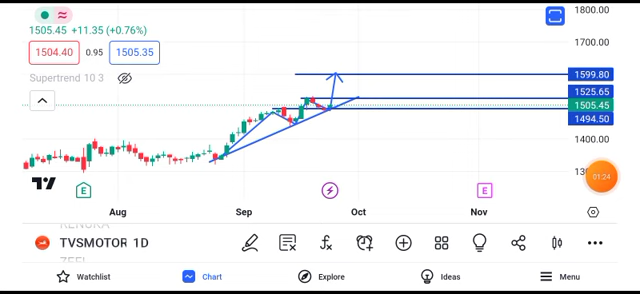 1800.00
1505.45 +11.35 (+0.76%)
1700.00
1504.40 0.95 1505.35
Supertrend 10 3
1599.80
1525.65
1505.45
1494.50
1400.00
01:24
E
E
Aug Sep Oct Nov
TVSMOTOR 1D
Watchlist Chart Explore Ideas Menu